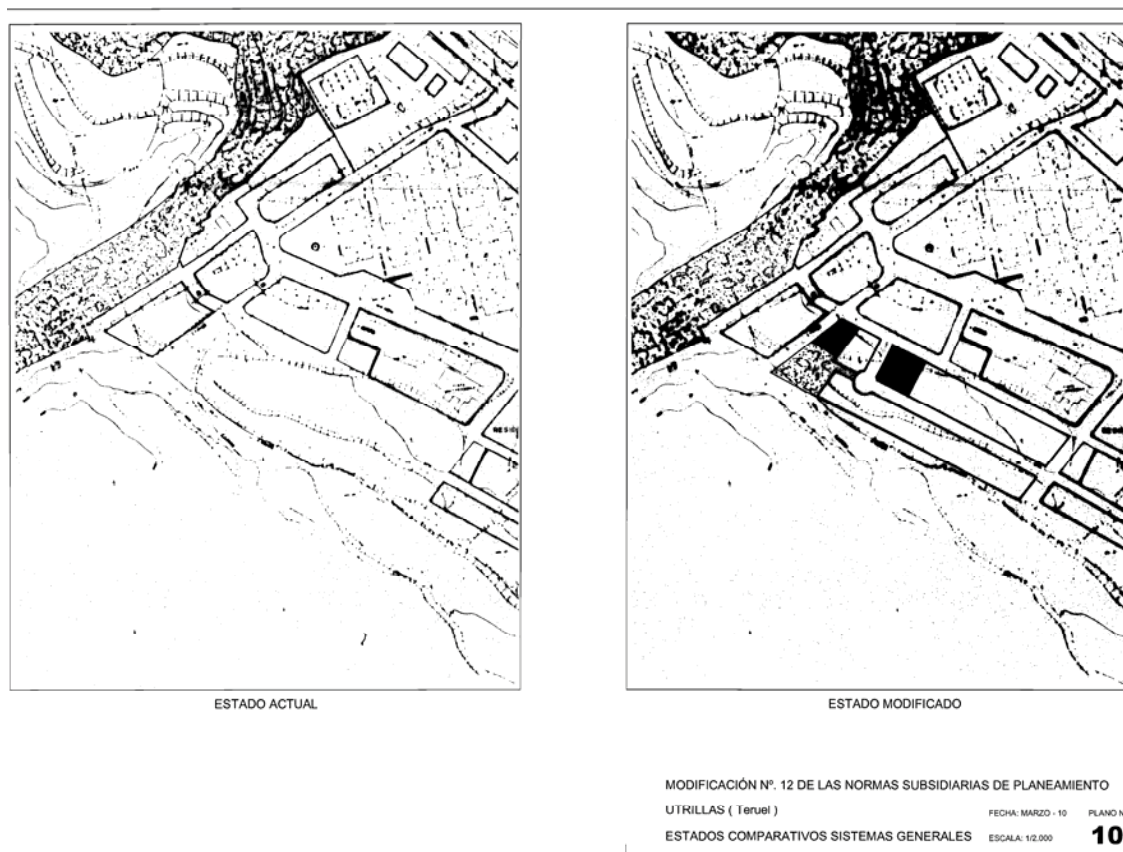 ESTADO ACTUAL
ESTADO MODIFICADO
MODIFICACIÓN Nº. 12 DE LAS NORMAS SUBSIDIARIAS DE PLANEAMIENTO
UTRILLAS ( Teruel )
FECHA: MARZO - 10 PLANO N
ESTADOS COMPARATIVOS SISTEMAS GENERALES
ESCALA: 1/2.000 10